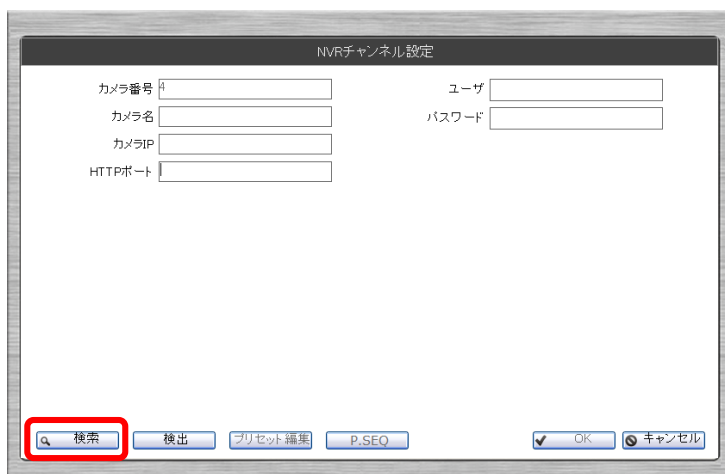 NVRチャンネル設定
カメラ番号 4 ユーザ
カメラ名 パスワード
カメラIP
HTTPポート
検索 検出 プリセット編集 P.SEQ OK キャンセル